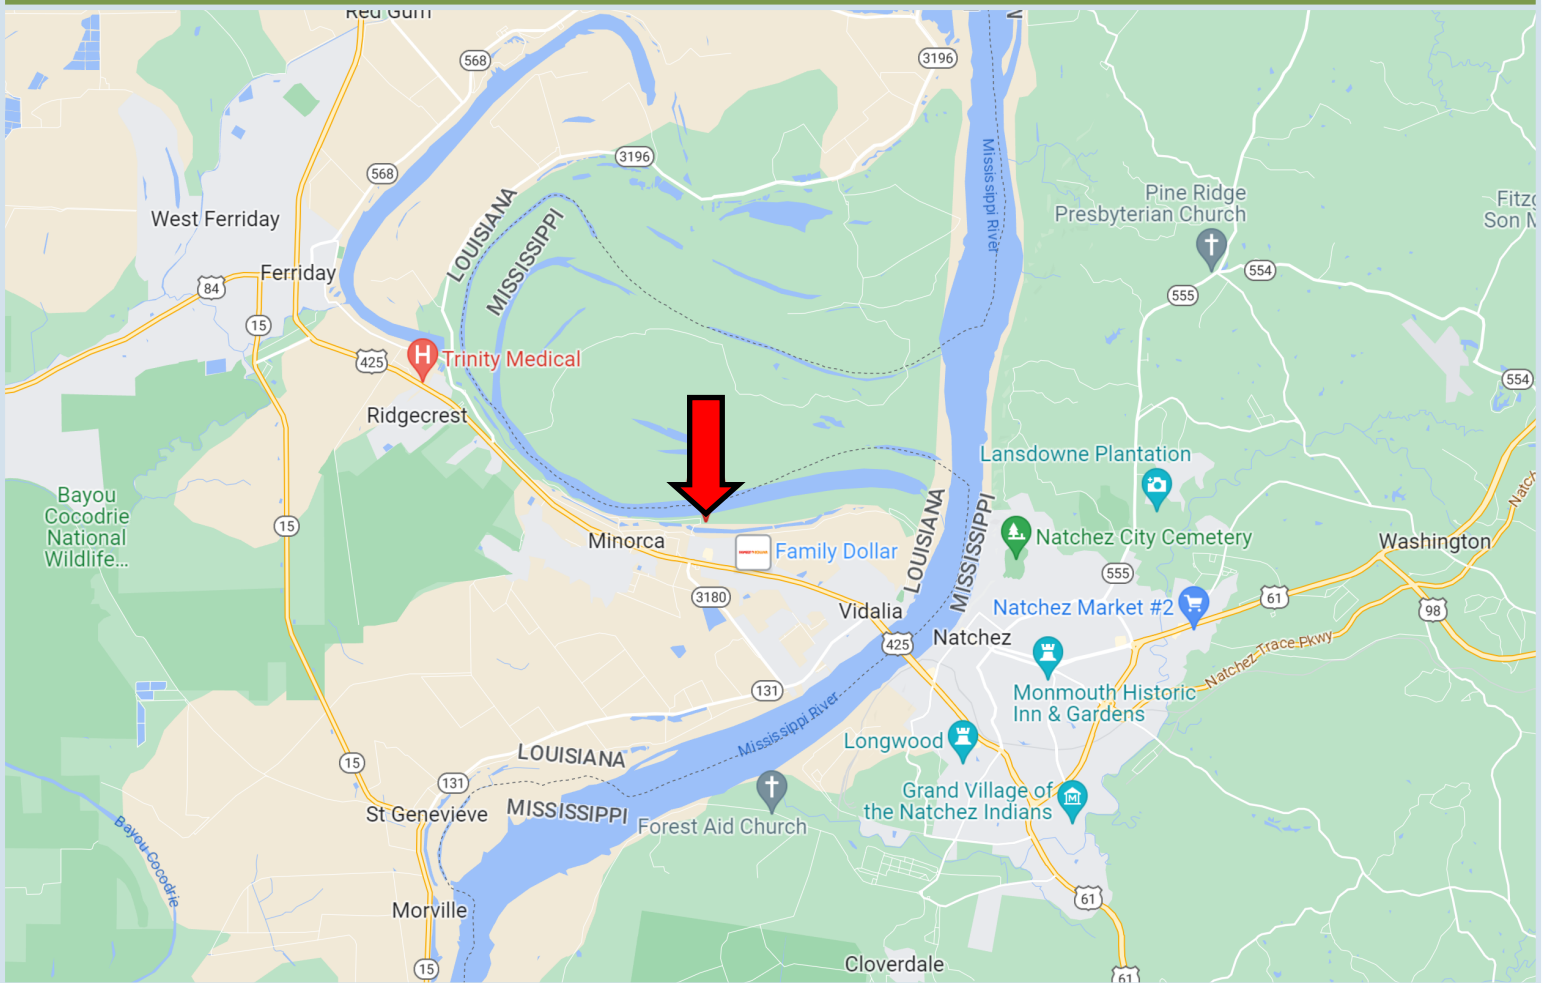 Red Gum
568
3196
N
3196
568
Mississippi River
Pine Ridge
Presbyterian Church
LOUISIANA
MISSISSIPPI
West Ferriday
Ferriday
84
554
555
15
425
Trinity Medical
554
Ridgecrest
Lansdowne Plantation
Bayou
Cocodrie
National
Wildlife...
15
LOUISIANA
MISSISSIPPI
Minorca
Family Dollar
Natchez City Cemetery
Washington
555
3180
Vidalia
Natchez Market #2
61
98
425
Natchez
Natchez Trace Pkwy
131
Monmouth Historic
Inn & Gardens
Mississippi River
Longwood
LOUISIANA
15
131
MISSISSIPPI
St Genevieve
Forest Aid Church
Grand Village of
the Natchez Indians
Bayou Cocodrie
61
Morville
15
Cloverdale
61